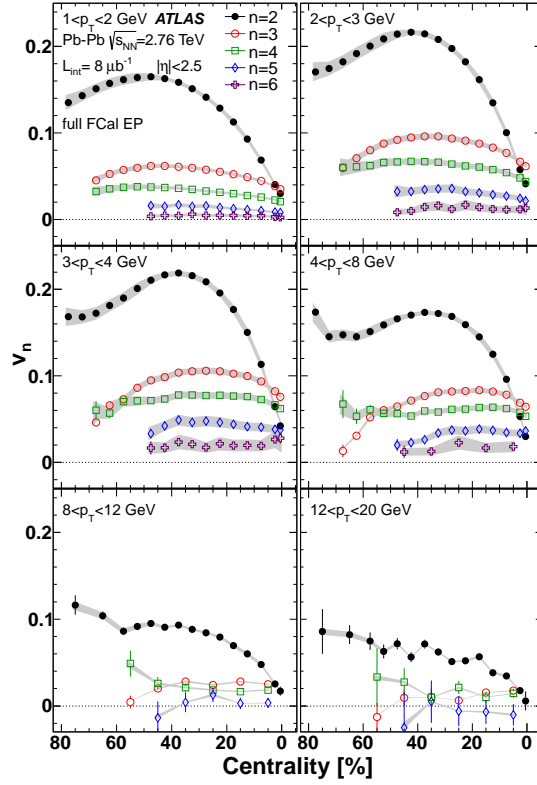 1<p_T<2 GeV ATLAS
Pb-Pb √s_NN=2.76 TeV
L_int= 8 μb^-1 |η|<2.5
full FCal EP
n=2
n=3
n=4
n=5
n=6
2<p_T<3 GeV
0.2
0.1
0
3<p_T<4 GeV
4<p_T<8 GeV
0.2
0.1
0
v_n
8<p_T<12 GeV
12<p_T<20 GeV
0.2
0.1
0
80 60 40 20 0 80 60 40 20 0
Centrality [%] Centrality [%]